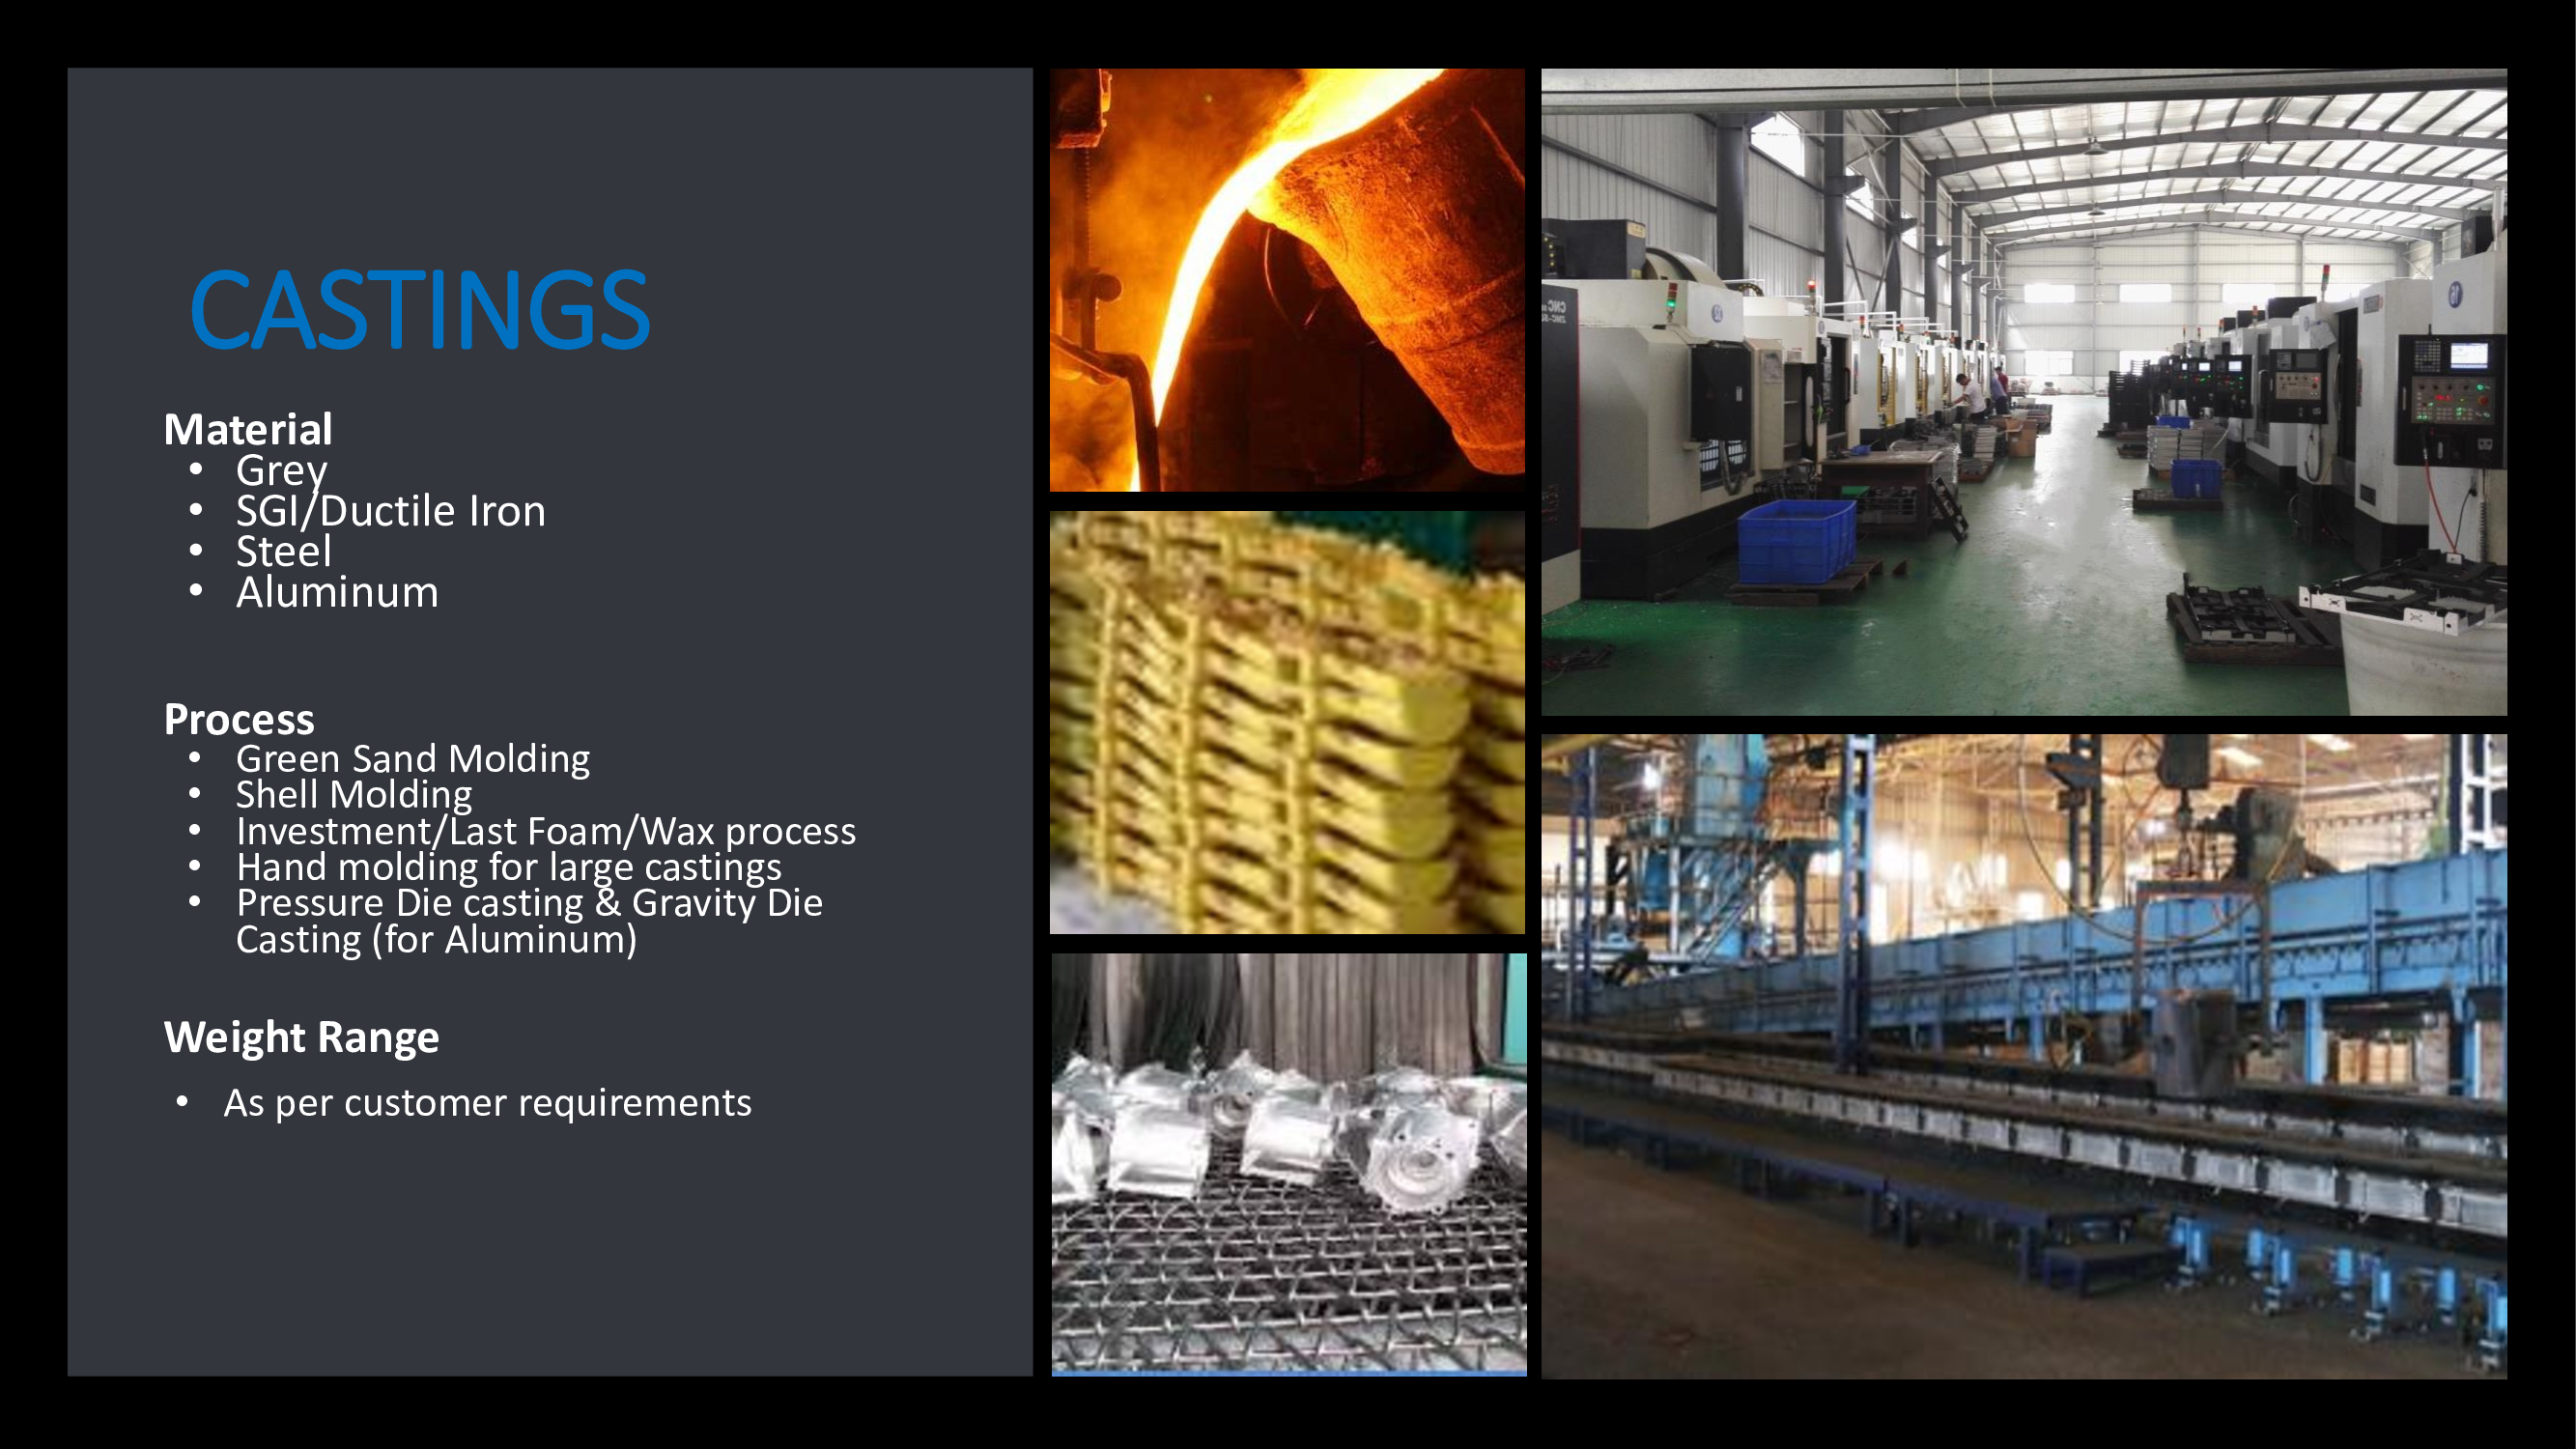 CASTINGS
Material
• Grey
• SGI/Ductile Iron
• Steel
• Aluminum
Process
• Green Sand Molding
• Shell Molding
• Investment/Last Foam/Wax process
• Hand molding for large castings
• Pressure Die casting & Gravity Die
Casting (for Aluminum)
Weight Range
• As per customer requirements